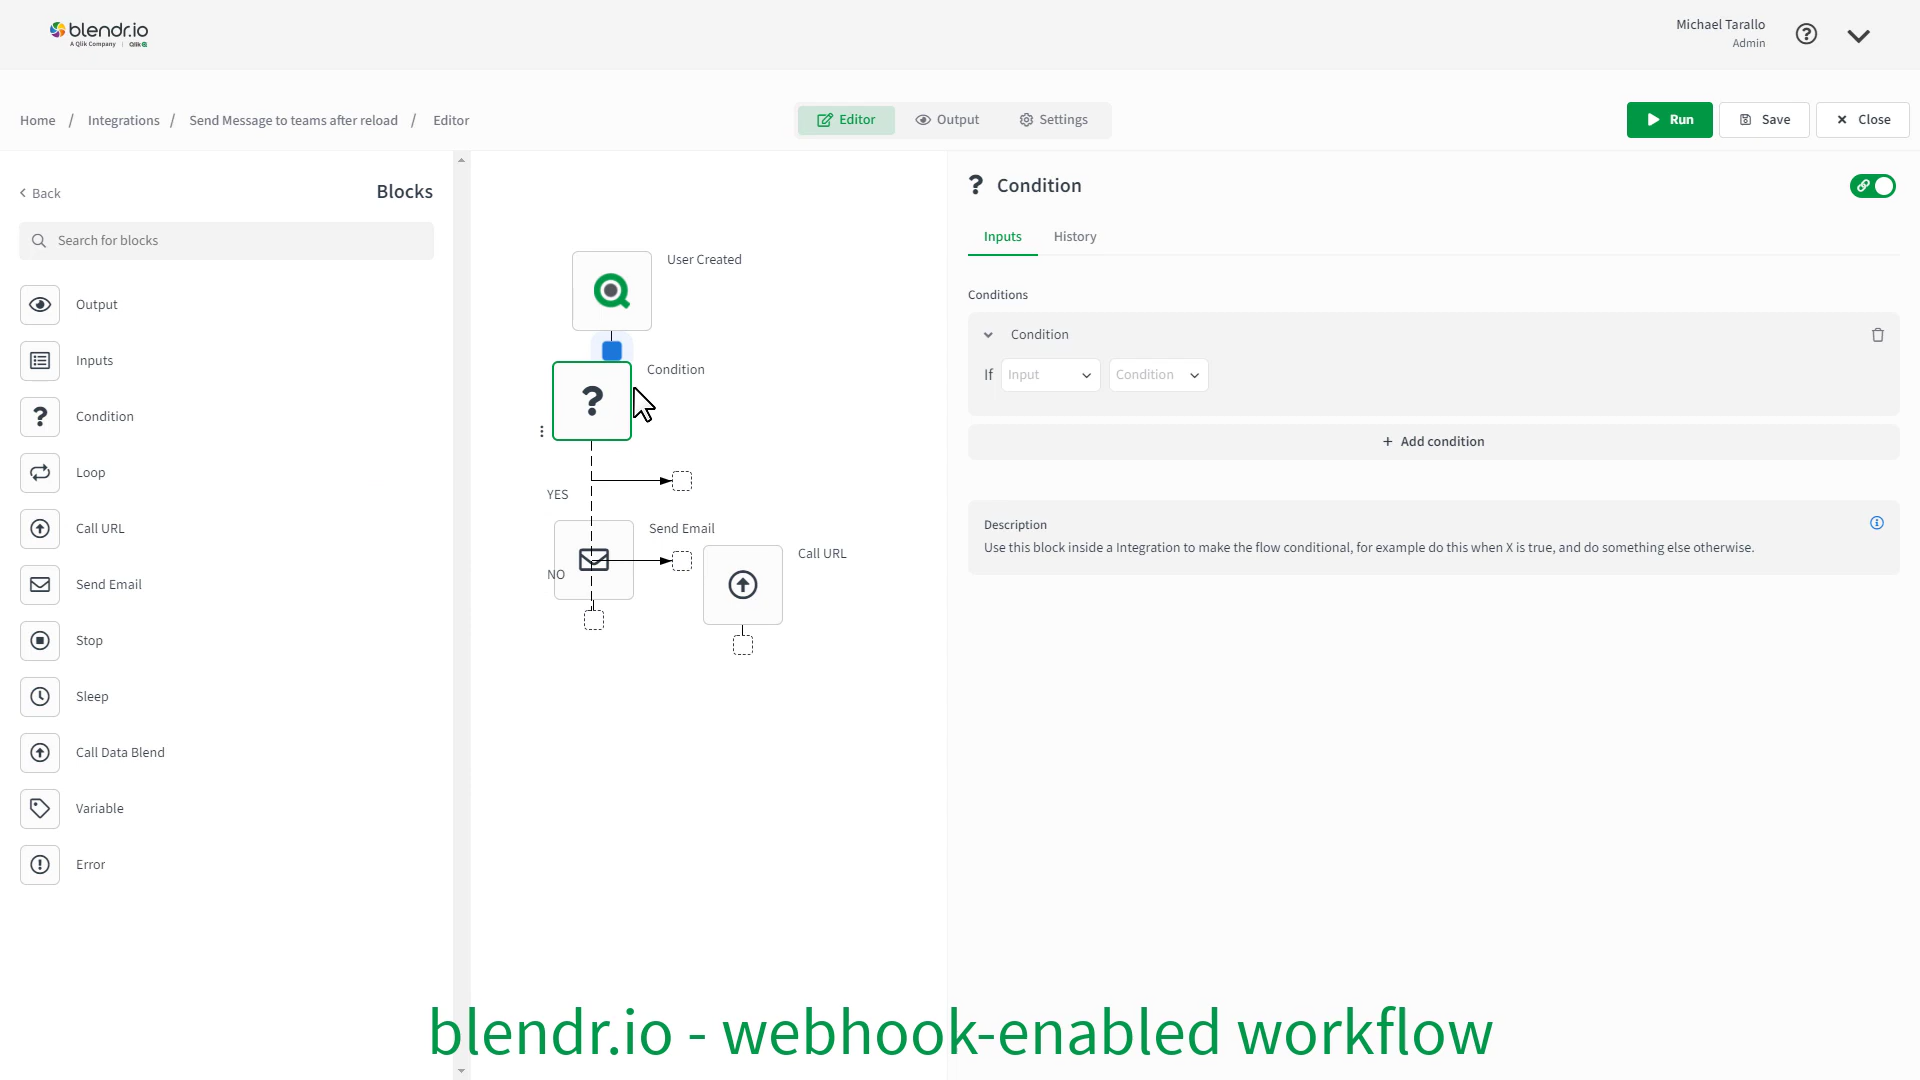 blendr.io
A Qlik Company | Qlik
Michael Tarallo
Admin
Home / Integrations / Send Message to teams after reload / Editor
Editor
Output
Settings
Run
Save
Close
Back
Blocks
Search for blocks
Output
Inputs
Condition
Loop
Call URL
Send Email
Stop
Sleep
Call Data Blend
Variable
Error
User Created
Condition
YES
Send Email
NO
Call URL
Condition
Inputs
History
Conditions
Condition
If Input Condition
+ Add condition
Description
Use this block inside a Integration to make the flow conditional, for example do this when X is true, and do something else otherwise.
blendr.io - webhook-enabled workflow